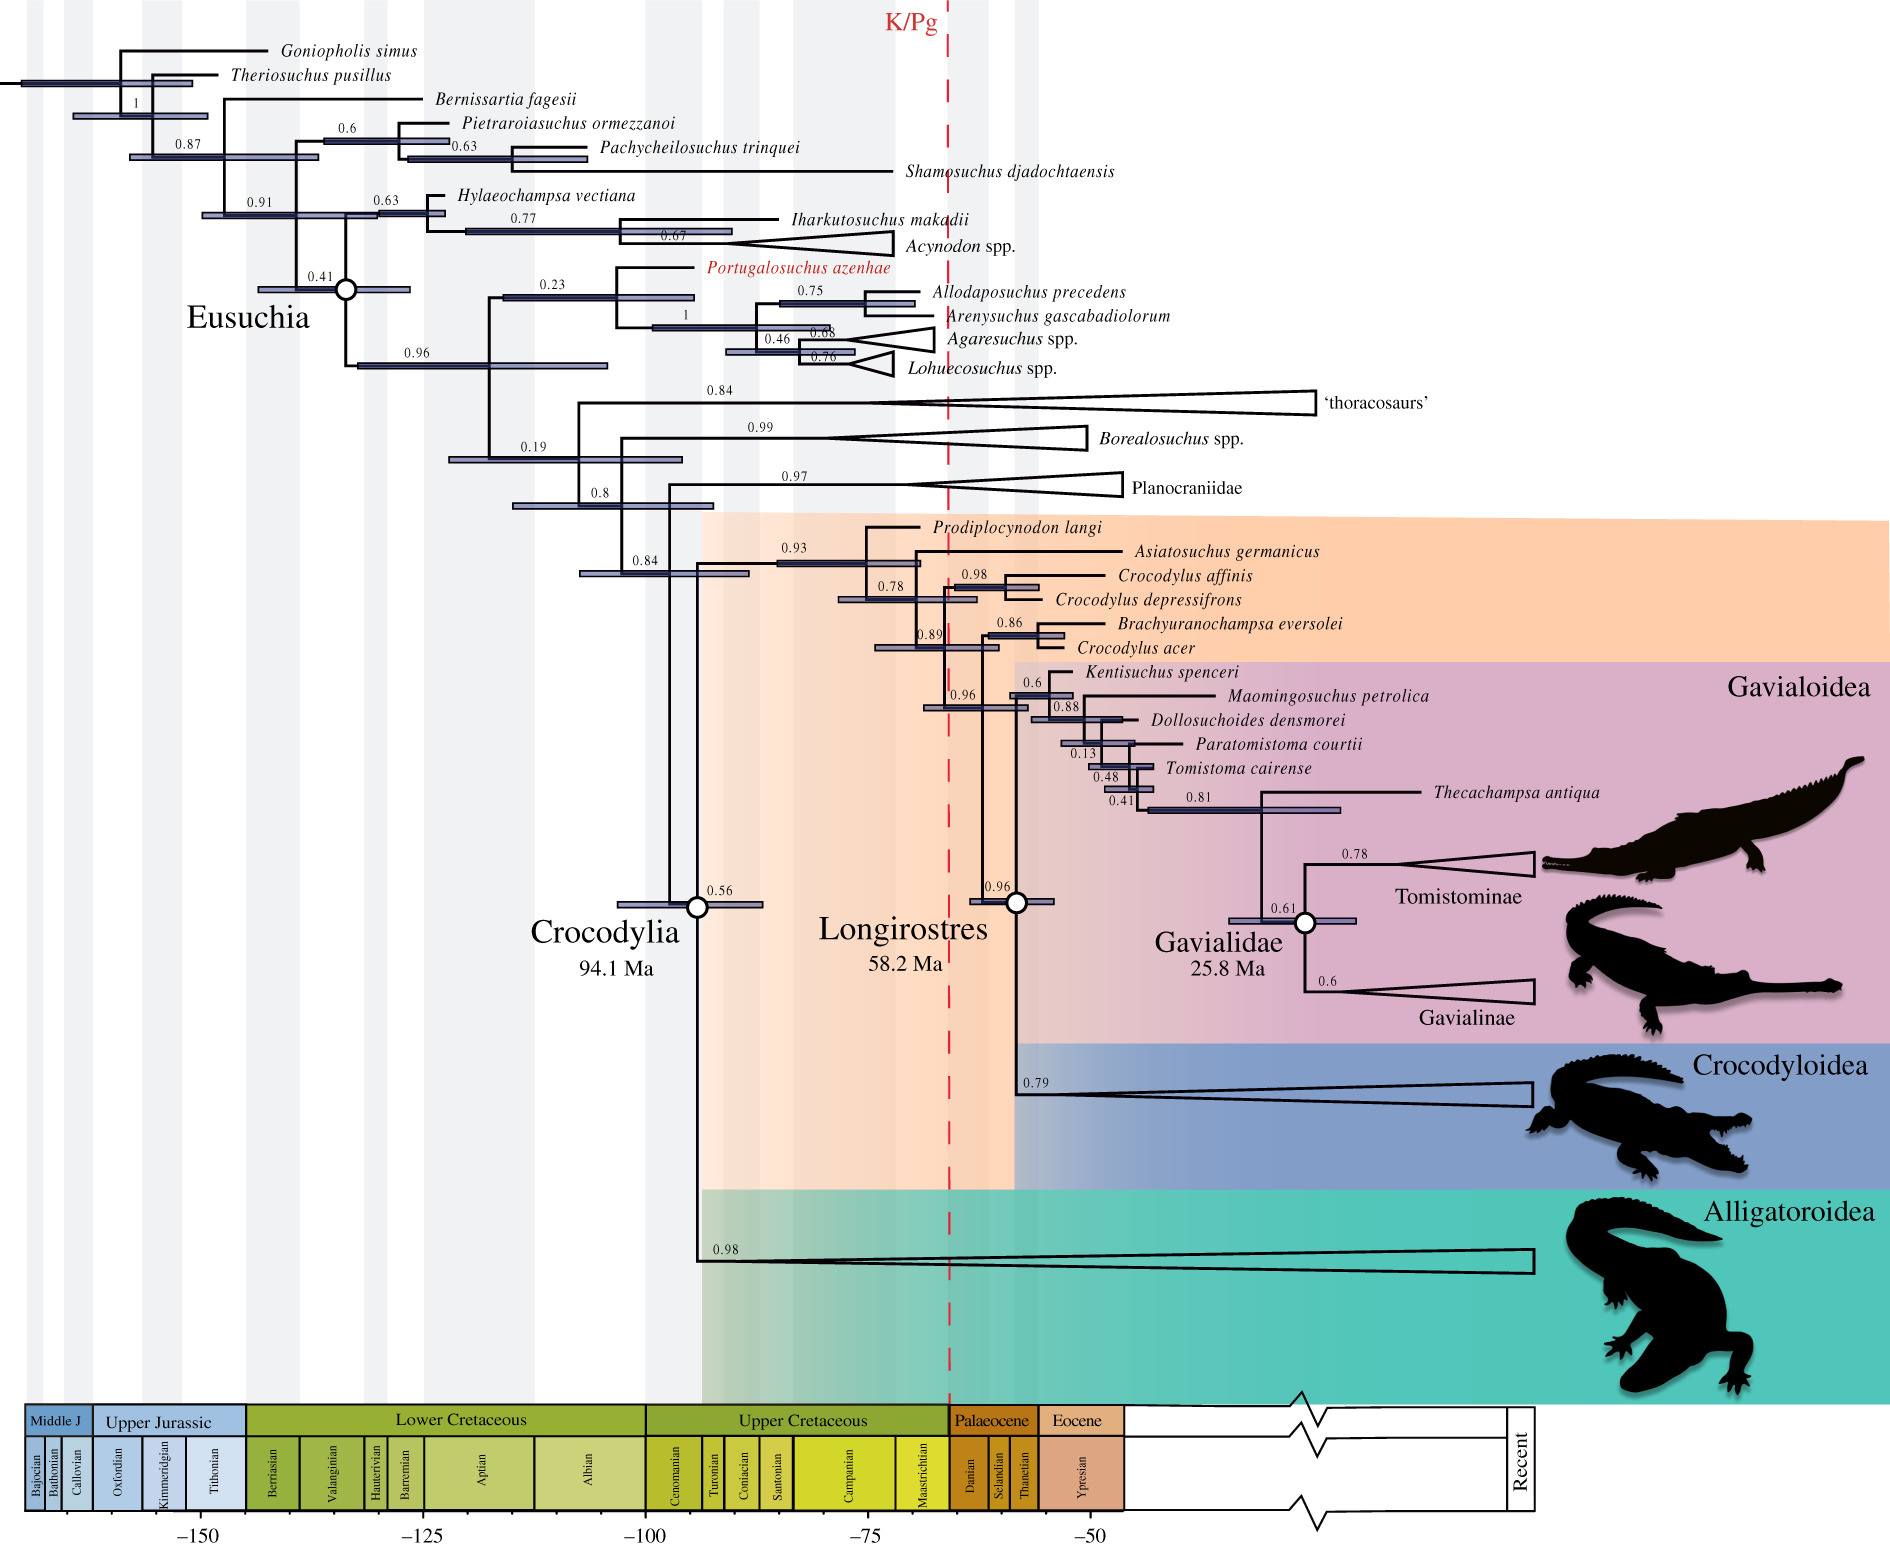 K/Pg
Goniopholis simus
Theriosuchus pusillus
1
Bernissartia fagesii
Pietraroiasuchus ormezzanoi
0.6
0.87
0.63
Pachycheilosuchus trinquei
Shamosuchus djadochtaensis
Hylaeochampsa vectiana
0.91
0.63
0.77
Iharkutosuchus makadii
0.67
Acynodon spp.
Portugalosuchus azenhae
0.41
0.23
0.75
Allodaposuchus precedens
Eusuchia
1
Arenysuchus gascabadiolorum
0.46
0.68
Agaresuchus spp.
0.96
0.76
Lohuecosuchus spp.
0.84
‘thoracosaurs’
0.99
Borealosuchus spp.
0.19
0.97
Planocraniidae
0.8
Prodiplocynodon langi
0.93
Asiatosuchus germanicus
0.84
0.98
Crocodylus affinis
0.78
Crocodylus depressifrons
0.86
Brachyuranochampsa eversolei
0.89
Crocodylus acer
Kentisuchus spenceri
0.6
Gavialoidea
0.96
Maomingosuchus petrolica
0.88
Dollosuchoides densmorei
Paratomistoma courtii
0.13
Tomistoma cairense
0.48
Thecachampsa antiqua
0.41
0.81
0.78
Tomistominae
0.56
0.96
0.61
Crocodylia
94.1 Ma
Longirostres
58.2 Ma
Gavialidae
25.8 Ma
0.6
Gavialinae
Crocodyloidea
0.79
Alligatoroidea
0.98
Middle J
Upper Jurassic
Lower Cretaceous
Upper Cretaceous
Palaeocene
Eocene
Bajocian
Bathonian
Callovian
Oxfordian
Kimmeridgian
Tithonian
Berriasian
Valanginian
Hauterivian
Barremian
Aptian
Albian
Cenomanian
Turonian
Coniacian
Santonian
Campanian
Maastrichtian
Danian
Selandian
Thanetian
Ypresian
Recent
–150
–125
–100
–75
–50